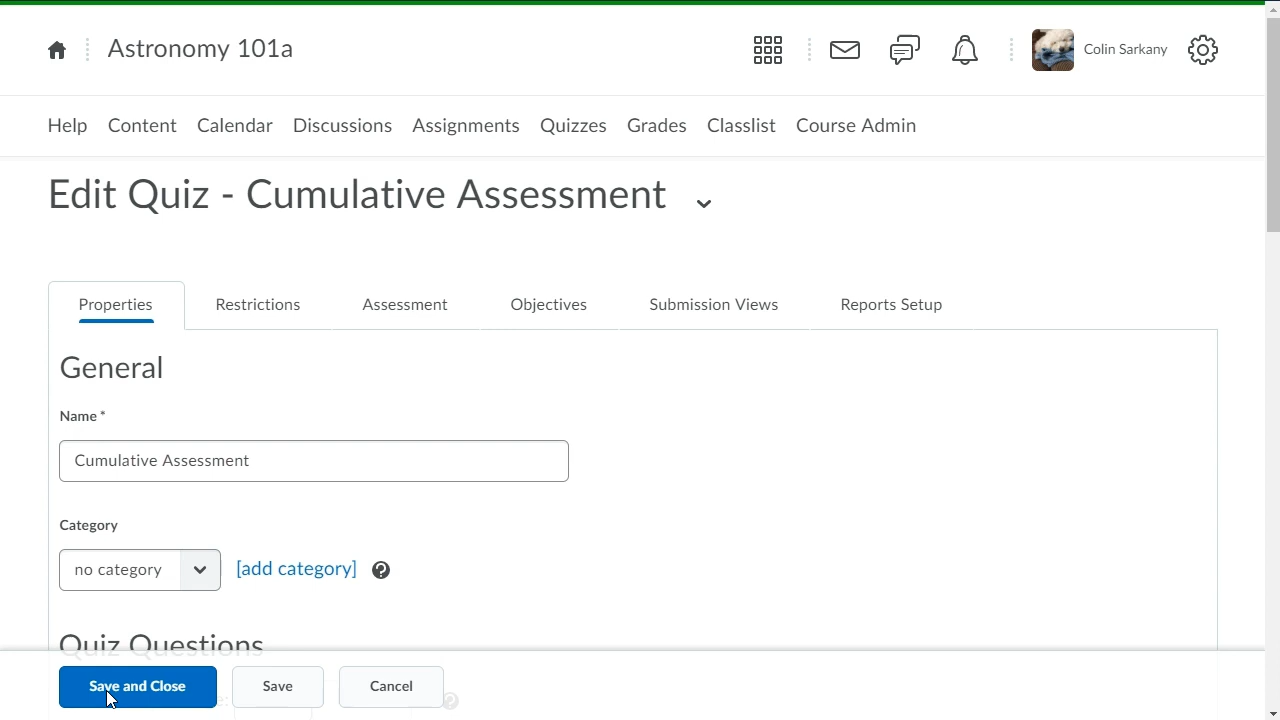 Astronomy 101a
Colin Sarkany
Help Content Calendar Discussions Assignments Quizzes Grades Classlist Course Admin
Edit Quiz - Cumulative Assessment
Properties Restrictions Assessment Objectives Submission Views Reports Setup
General
Name *
Cumulative Assessment
Category
no category [add category]
Quiz Questions
Save and Close Save Cancel